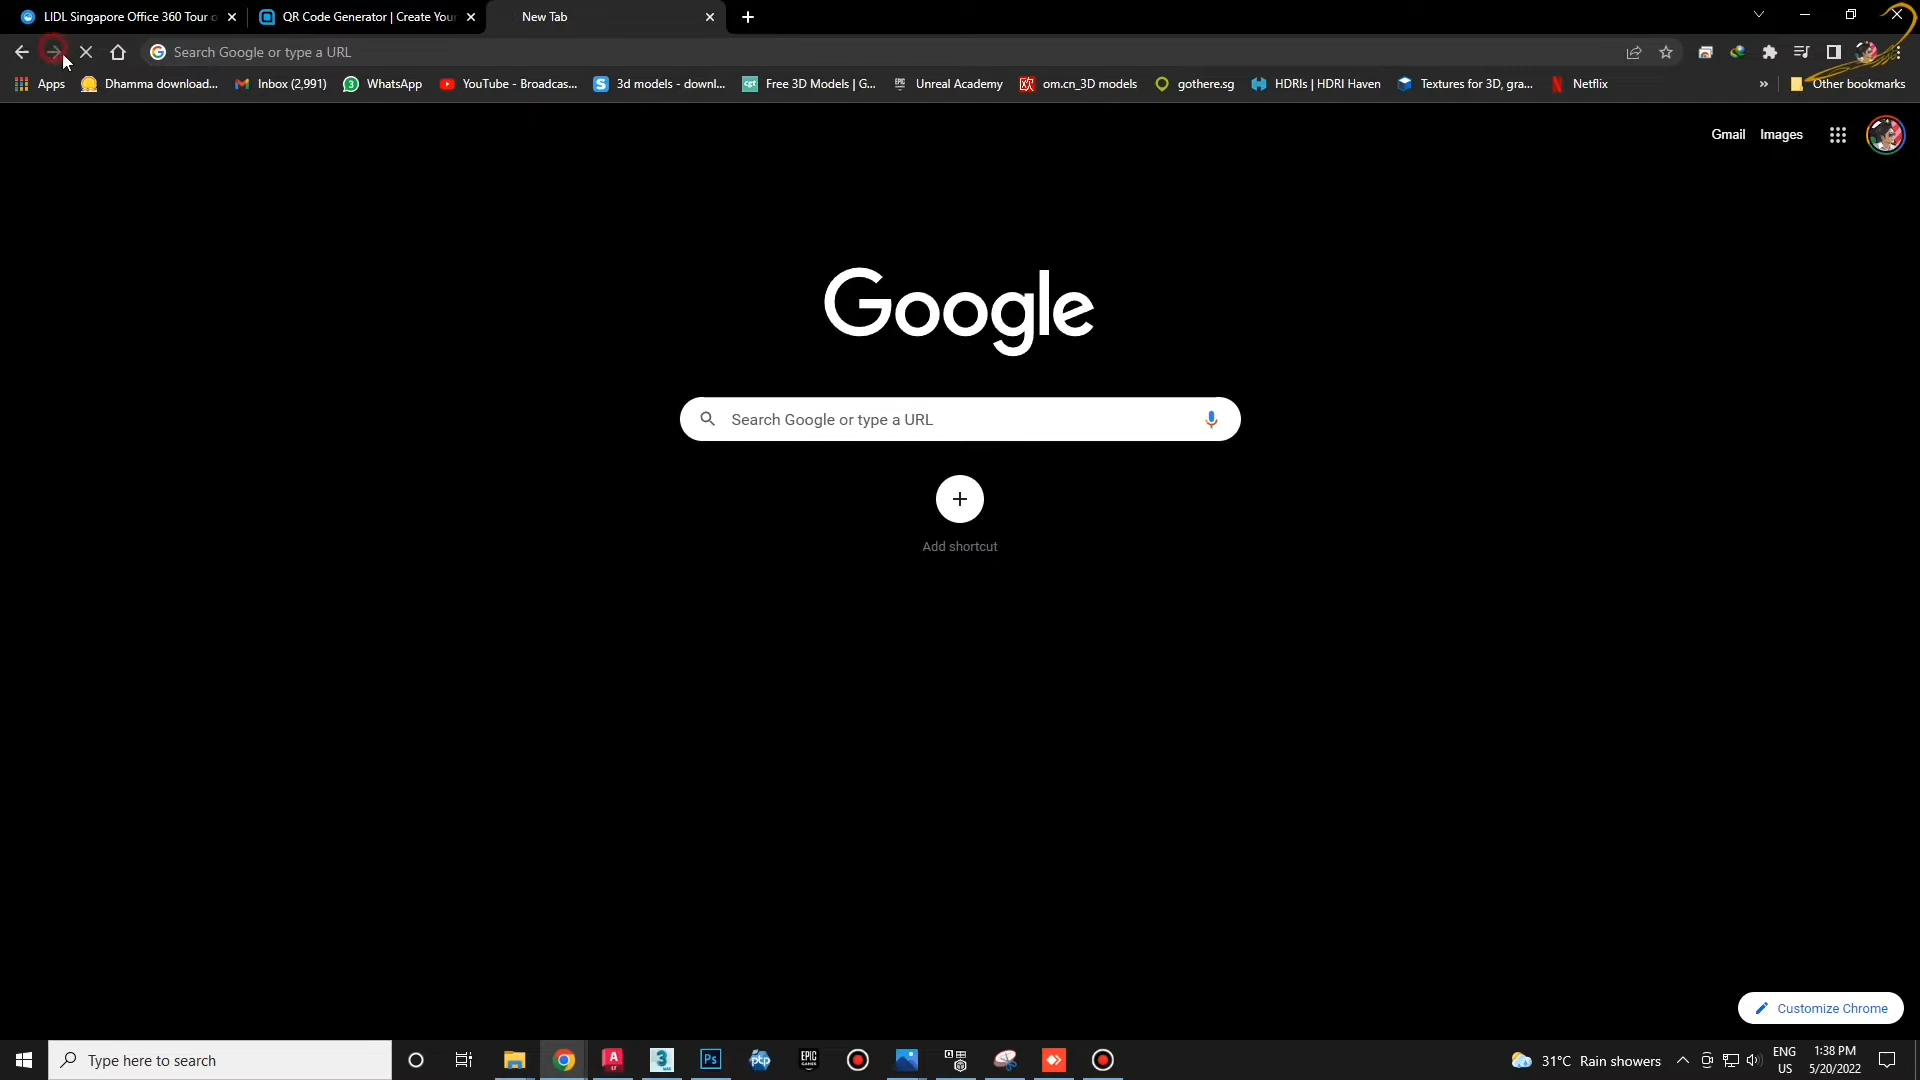 LIDL Singapore Office 360 Tour o
QR Code Generator | Create Your
New Tab
Search Google or type a URL
Apps
Dhamma download...
Inbox (2,991)
WhatsApp
YouTube - Broadcas...
3d models - downl...
Free 3D Models | G...
Unreal Academy
om.cn_3D models
gothere.sg
HDRIs | HDRI Haven
Textures for 3D, gra...
Netflix
»
Other bookmarks
Gmail
Images
Google
Search Google or type a URL
Add shortcut
Customize Chrome
Type here to search
Ps
ptp
EPIC
GAMES
31°C Rain showers
ENG
US
1:38 PM
5/20/2022